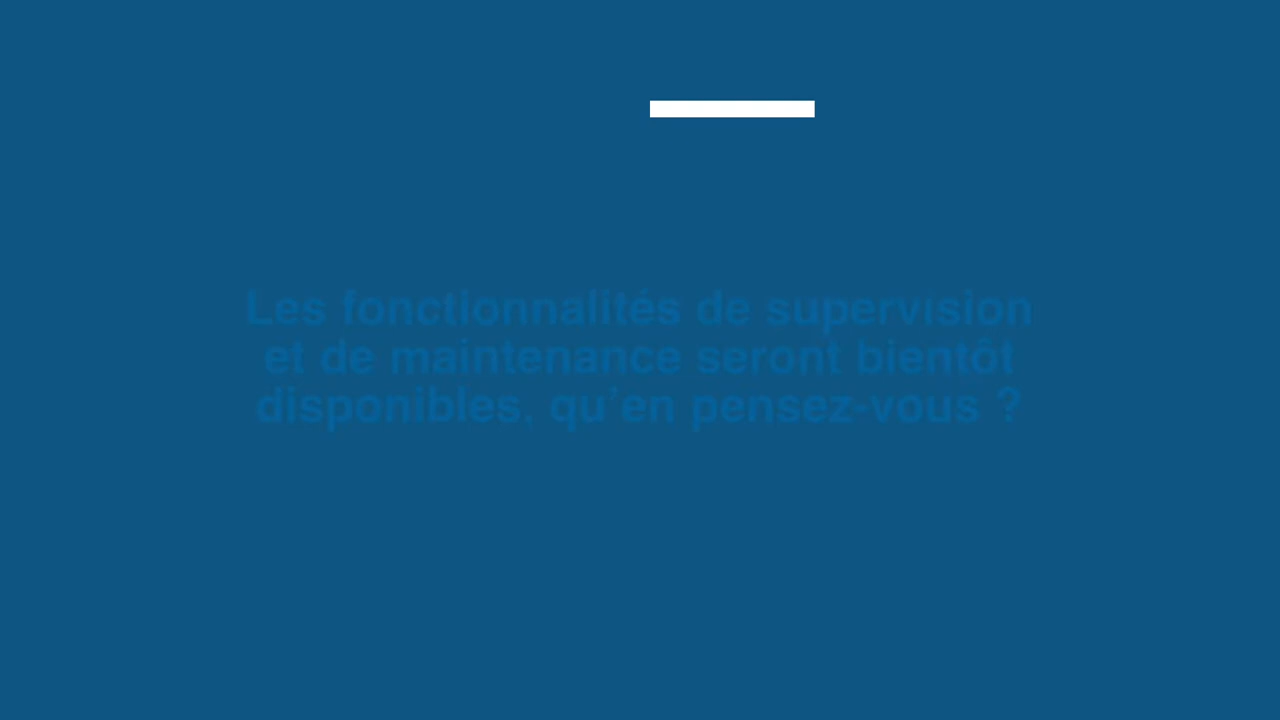 Les fonctionnalités de supervision
et de maintenance seront bientôt
disponibles, qu'en pensez-vous ?